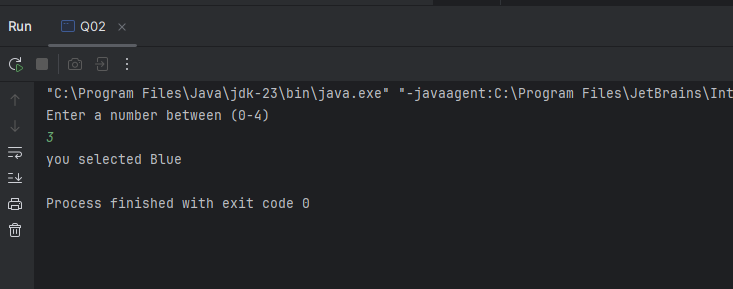 Run Q02
"C:\Program Files\Java\jdk-23\bin\java.exe" "-javaagent:C:\Program Files\JetBrains\Int
Enter a number between (0-4)
3
you selected Blue
Process finished with exit code 0